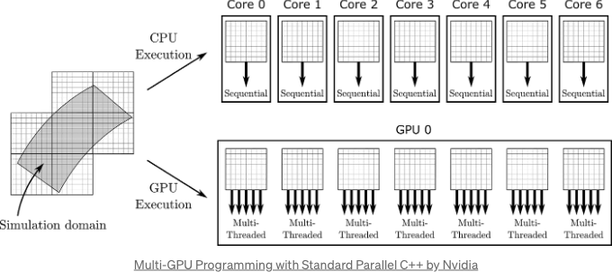 Core 0 Core 1 Core 2 Core 3 Core 4 Core 5 Core 6
CPU
Execution
Sequential Sequential Sequential Sequential Sequential Sequential Sequential
GPU 0
GPU
Execution
Simulation domain
Multi- Multi- Multi- Multi- Multi- Multi- Multi-
Threaded Threaded Threaded Threaded Threaded Threaded Threaded
Multi-GPU Programming with Standard Parallel C++ by Nvidia